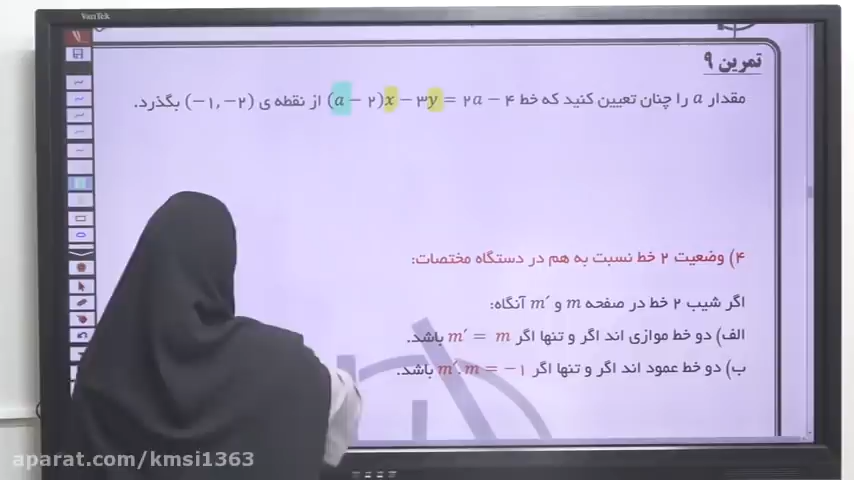 VanTek
تمرین ۹
مقدار a را چنان تعیین کنید که خط (a − ۲)x − ۳y = ۲a − ۴ از نقطه ی (−۱, −۲) بگذرد.
۴) وضعیت ۲ خط نسبت به هم در دستگاه مختصات:
اگر شیب ۲ خط در صفحه m و m′ آنگاه:
الف) دو خط موازی اند اگر و تنها اگر m′ = m باشد.
ب) دو خط عمود اند اگر و تنها اگر m′. m = −۱ باشد.
aparat.com/kmsi1363